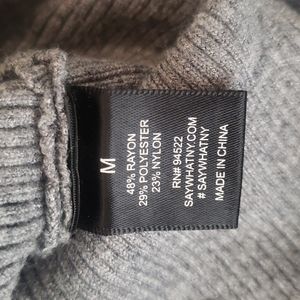 M
48% RAYON
29% POLYESTER
23% NYLON
RN# 94522
SAYWHATNY.COM
# SAYWHATNY
MADE IN CHINA